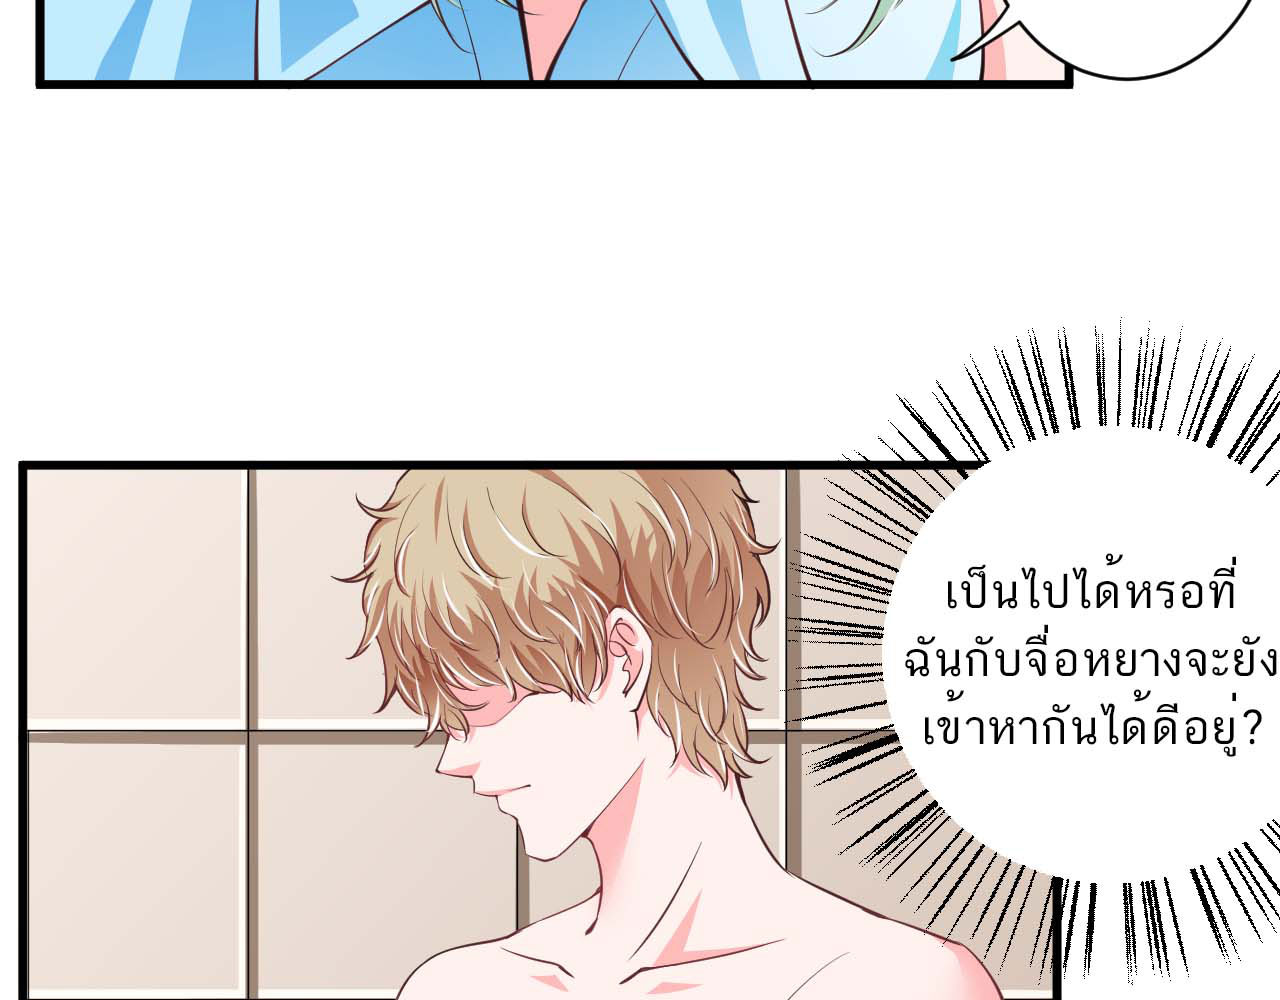 เป็นไปได้หรอที่
ฉันกับจื่อหยางจะยัง
เข้าหากันได้ดีอยู่?